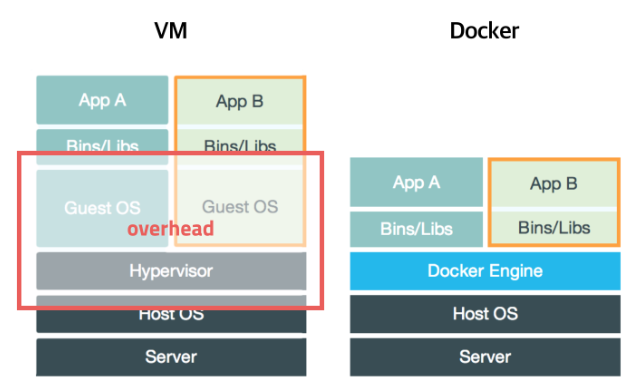 VM
App A
App B
Bins/Libs
Bins/Libs
Guest OS
Guest OS
overhead
Hypervisor
Host OS
Server
Docker
App A
App B
Bins/Libs
Bins/Libs
Docker Engine
Host OS
Server